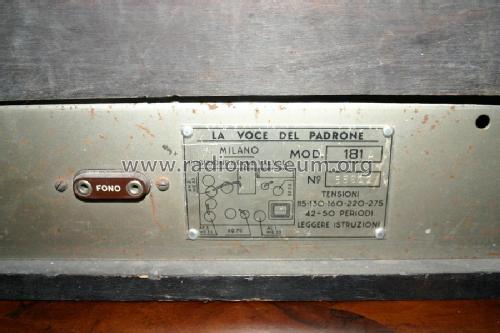 LA VOCE DEL PADRONE
MILANO
MOD. 181
No
TENSIONI
115-130-160-220-275
42÷50 PERIODI
LEGGERE ISTRUZIONI
FONO
www.radiomuseum.org